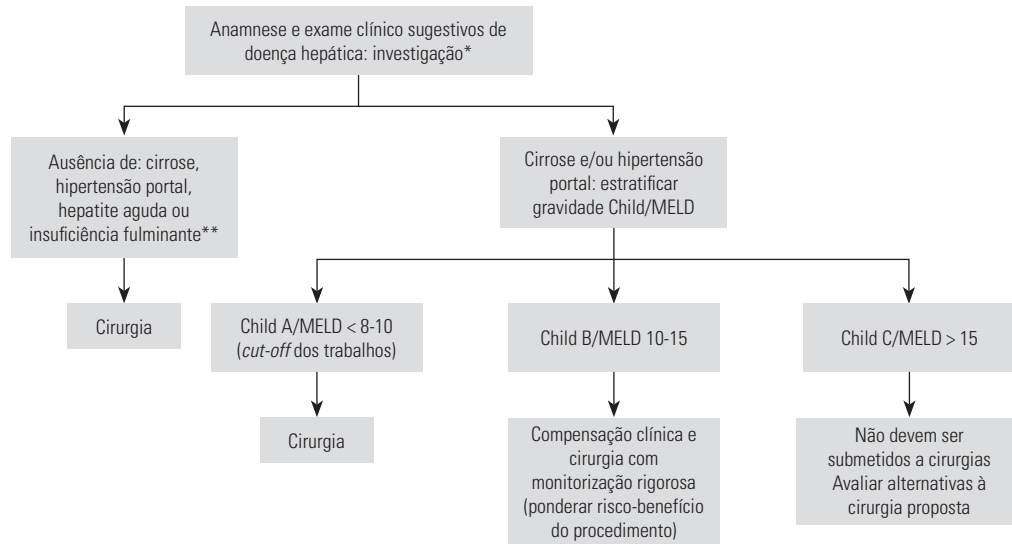 Anamnese e exame clínico sugestivos de
doença hepática: investigação*
Ausência de: cirrose,
hipertensão portal,
hepatite aguda ou
insuficiência fulminante**
Cirrose e/ou hipertensão
portal: estratificar
gravidade Child/MELD
Cirurgia
Child A/MELD < 8-10
(cut-off dos trabalhos)
Child B/MELD 10-15
Child C/MELD > 15
Cirurgia
Compensação clínica e
cirurgia com
monitorização rigorosa
(ponderar risco-benefício
do procedimento)
Não devem ser
submetidos a cirurgias
Avaliar alternativas à
cirurgia proposta